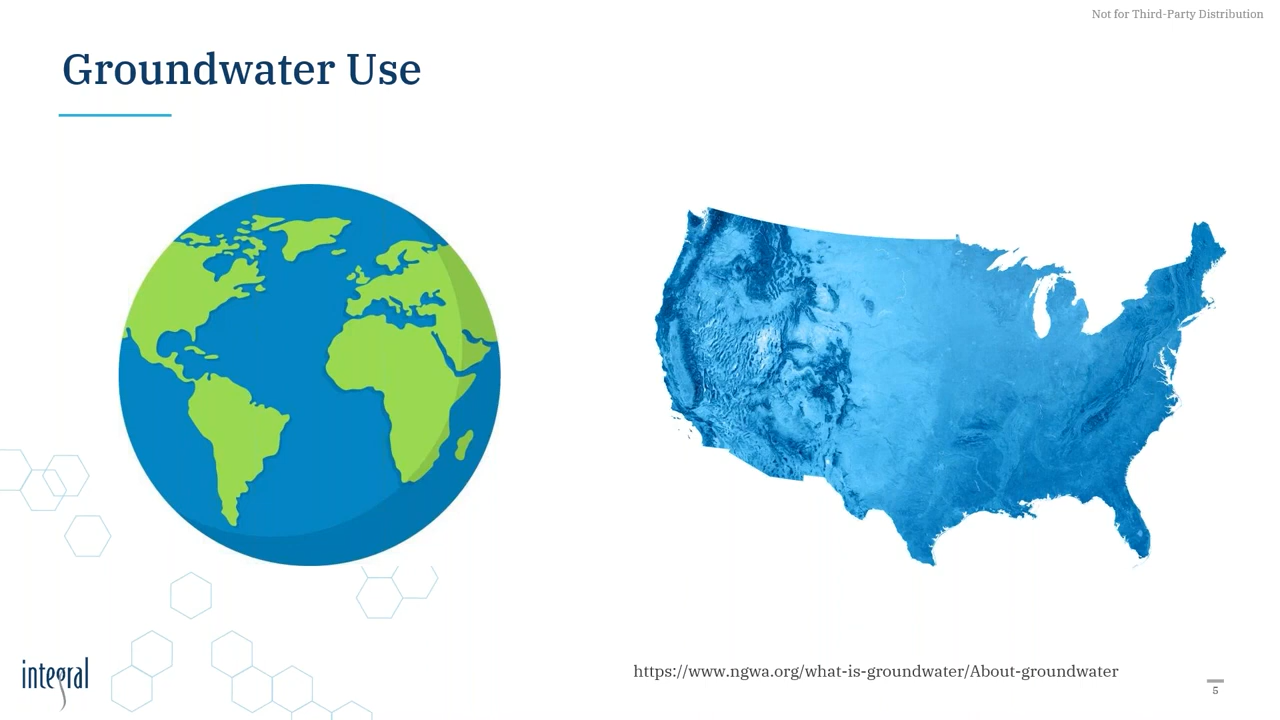 Not for Third-Party Distribution
Groundwater Use
integral
https://www.ngwa.org/what-is-groundwater/About-groundwater
5